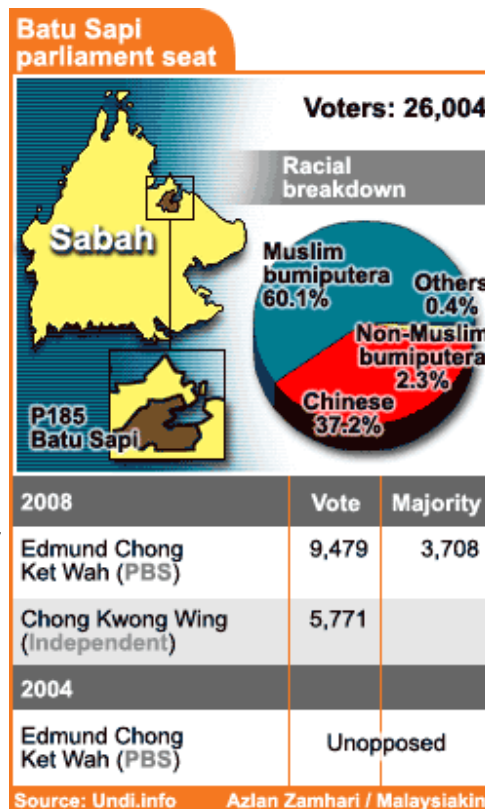 Batu Sapi
parliament seat
Voters: 26,004
Racial
breakdown
Sabah
Muslim
bumiputera
60.1%
Others
0.4%
Non-Muslim
bumiputera
2.3%
Chinese
37.2%
P185
Batu Sapi
2008 Vote Majority
Edmund Chong 9,479 3,708
Ket Wah (PBS)
Chong Kwong Wing 5,771
(Independent)
2004
Edmund Chong Unopposed
Ket Wah (PBS)
Source: Undi.info Azlan Zamhari / Malaysiakin